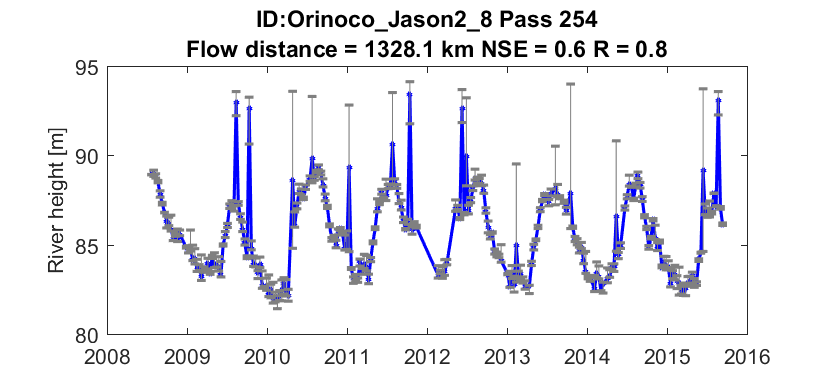 ID:Orinoco_Jason2_8 Pass 254
Flow distance = 1328.1 km NSE = 0.6 R = 0.8
River height [m]
95
90
85
80
2008 2009 2010 2011 2012 2013 2014 2015 2016